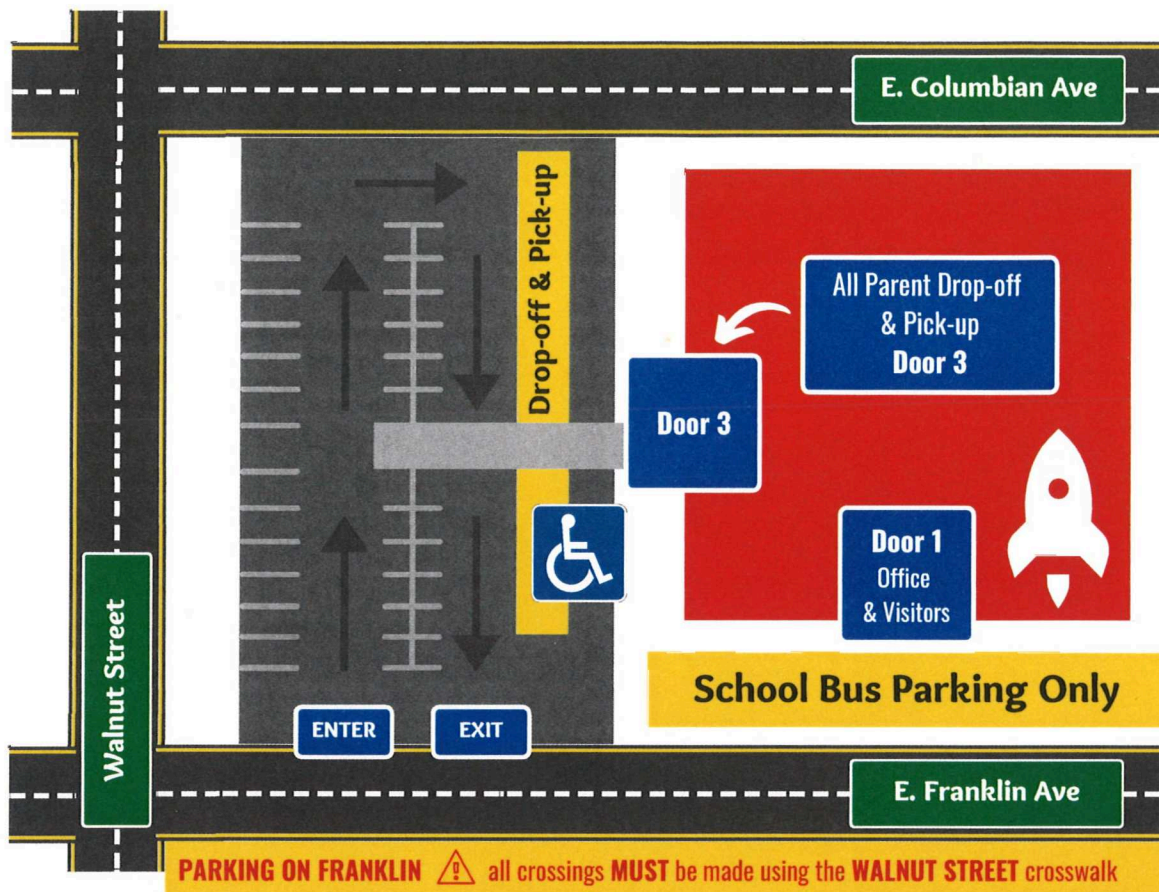 E. Columbian Ave
Drop-off & Pick-up
All Parent Drop-off
& Pick-up
Door 3
Door 3
Door 1
Office
& Visitors
Walnut Street
School Bus Parking Only
ENTER
EXIT
E. Franklin Ave
PARKING ON FRANKLIN all crossings MUST be made using the WALNUT STREET crosswalk